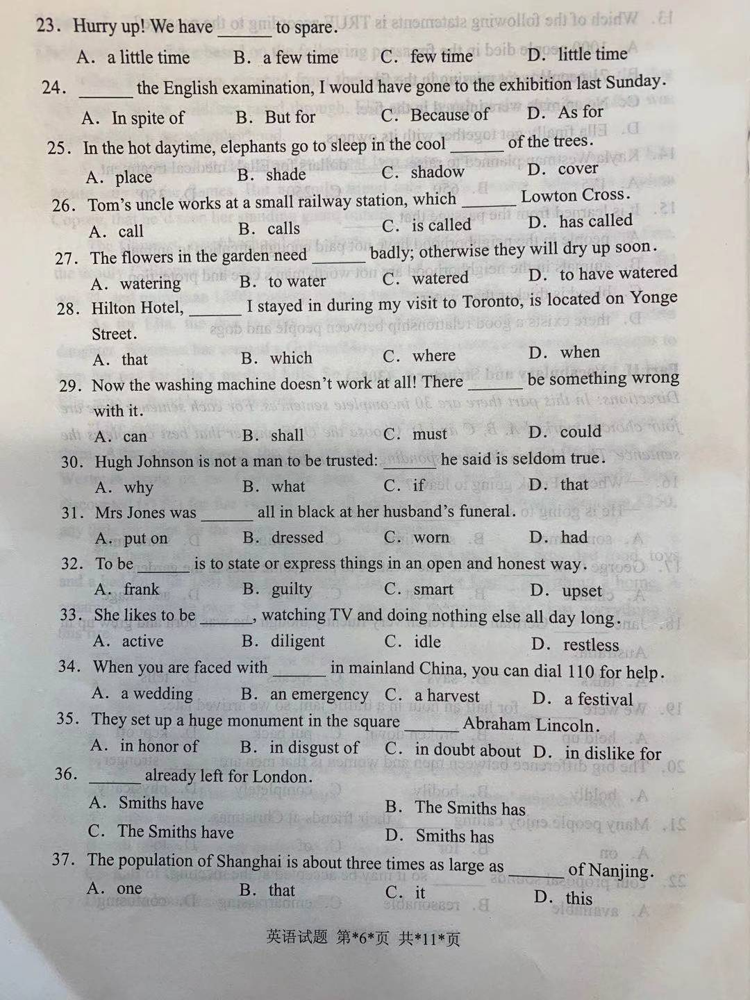 23. Hurry up! We have ______ to spare.
A. a little time B. a few time C. few time D. little time
24. ______ the English examination, I would have gone to the exhibition last Sunday.
A. In spite of B. But for C. Because of D. As for
25. In the hot daytime, elephants go to sleep in the cool ______ of the trees.
A. place B. shade C. shadow D. cover
26. Tom's uncle works at a small railway station, which ______ Lowton Cross.
A. call B. calls C. is called D. has called
27. The flowers in the garden need ______ badly; otherwise they will dry up soon.
A. watering B. to water C. watered D. to have watered
28. Hilton Hotel, ______ I stayed in during my visit to Toronto, is located on Yonge
Street.
A. that B. which C. where D. when
29. Now the washing machine doesn't work at all! There ______ be something wrong
with it.
A. can B. shall C. must D. could
30. Hugh Johnson is not a man to be trusted: ______ he said is seldom true.
A. why B. what C. if D. that
31. Mrs Jones was ______ all in black at her husband's funeral.
A. put on B. dressed C. worn D. had
32. To be ______ is to state or express things in an open and honest way.
A. frank B. guilty C. smart D. upset
33. She likes to be ______, watching TV and doing nothing else all day long.
A. active B. diligent C. idle D. restless
34. When you are faced with ______ in mainland China, you can dial 110 for help.
A. a wedding B. an emergency C. a harvest D. a festival
35. They set up a huge monument in the square ______ Abraham Lincoln.
A. in honor of B. in disgust of C. in doubt about D. in dislike for
36. ______ already left for London.
A. Smiths have B. The Smiths has
C. The Smiths have D. Smiths has
37. The population of Shanghai is about three times as large as ______ of Nanjing.
A. one B. that C. it D. this
英语试题 第*6*页 共*11*页